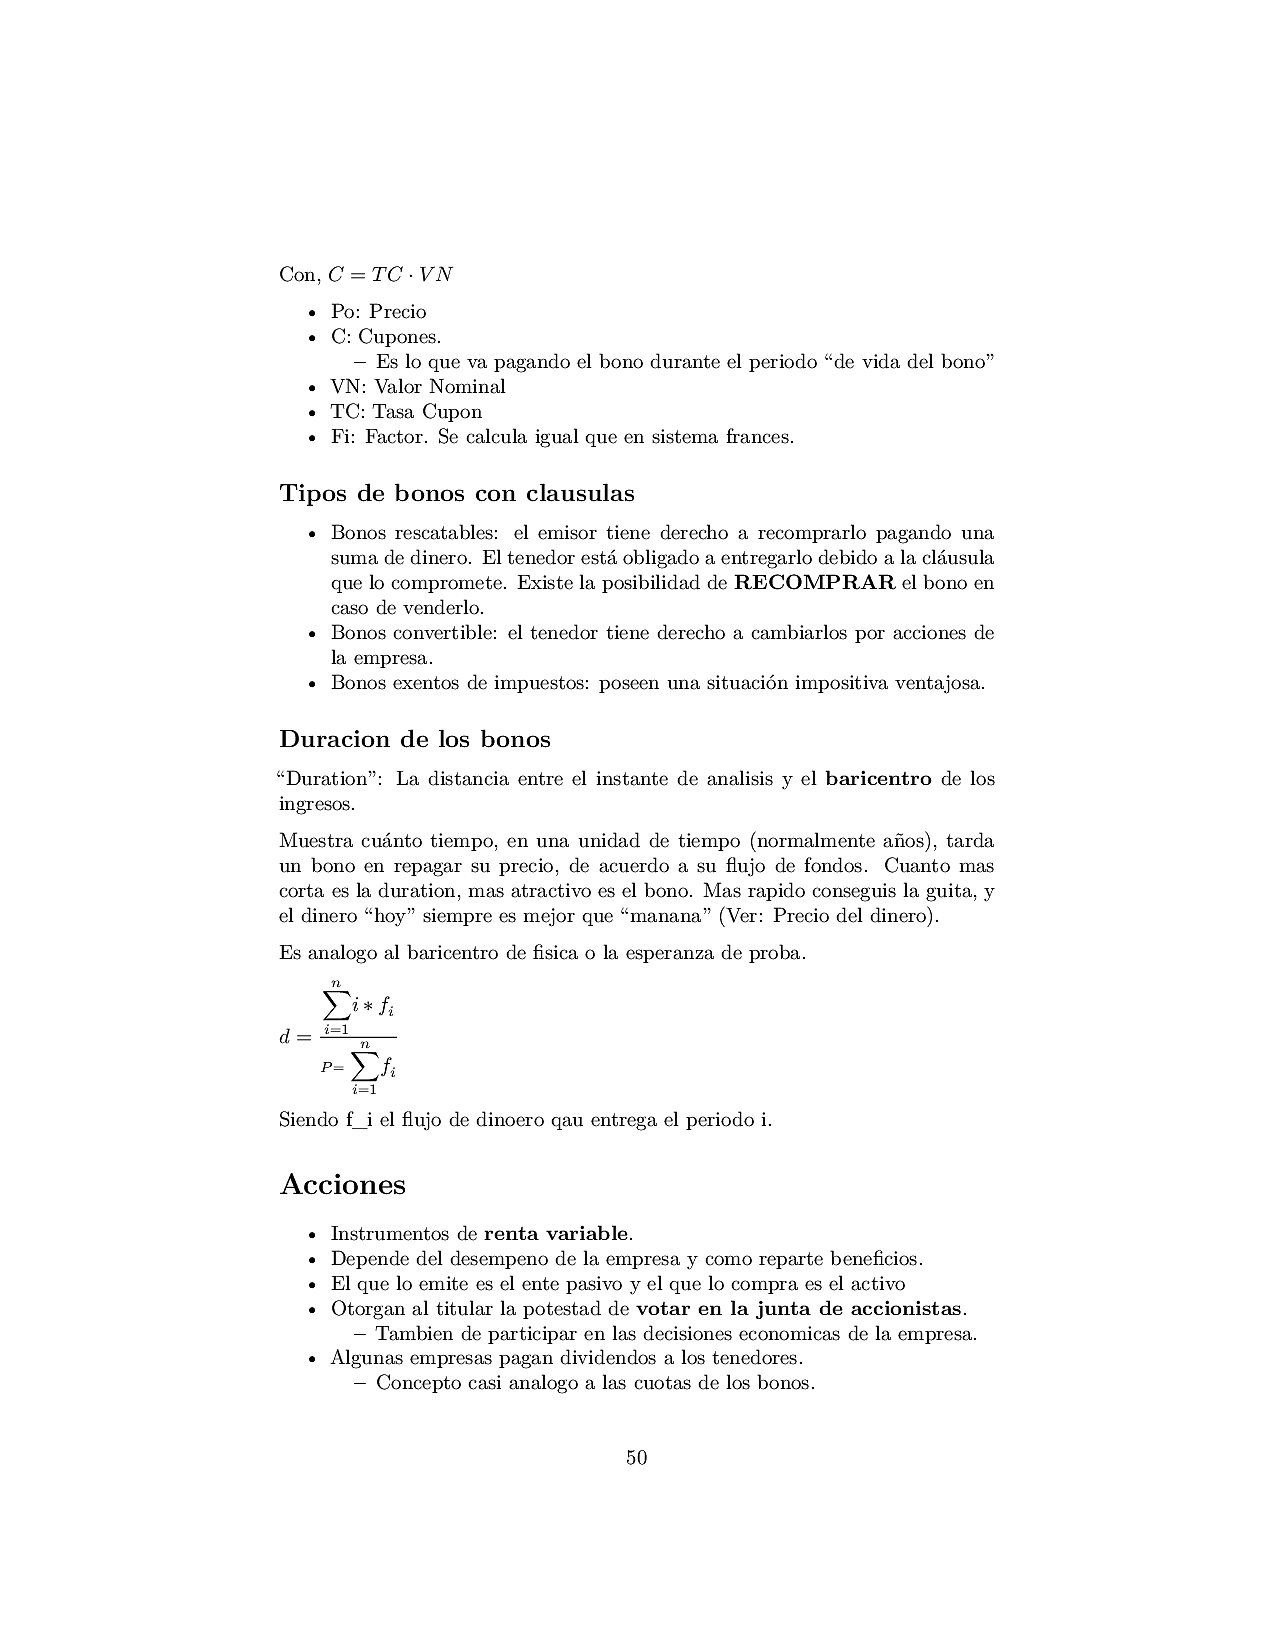 Con, C = TC · VN
• Po: Precio
• C: Cupones.
– Es lo que va pagando el bono durante el periodo “de vida del bono”
• VN: Valor Nominal
• TC: Tasa Cupon
• Fi: Factor. Se calcula igual que en sistema frances.
Tipos de bonos con clausulas
• Bonos rescatables: el emisor tiene derecho a recomprarlo pagando una
suma de dinero. El tenedor está obligado a entregarlo debido a la cláusula
que lo compromete. Existe la posibilidad de RECOMPRAR el bono en
caso de venderlo.
• Bonos convertible: el tenedor tiene derecho a cambiarlos por acciones de
la empresa.
• Bonos exentos de impuestos: poseen una situación impositiva ventajosa.
Duracion de los bonos
“Duration”: La distancia entre el instante de analisis y el baricentro de los
ingresos.
Muestra cuánto tiempo, en una unidad de tiempo (normalmente años), tarda
un bono en repagar su precio, de acuerdo a su flujo de fondos. Cuanto mas
corta es la duration, mas atractivo es el bono. Mas rapido conseguis la guita, y
el dinero “hoy” siempre es mejor que “manana” (Ver: Precio del dinero).
Es analogo al baricentro de fisica o la esperanza de proba.
d = \frac{\sum_{i=1}^{n} i * f_i}{P= \sum_{i=1}^{n} f_i}
Siendo f_i el flujo de dinoero qau entrega el periodo i.
Acciones
• Instrumentos de renta variable.
• Depende del desempeno de la empresa y como reparte beneficios.
• El que lo emite es el ente pasivo y el que lo compra es el activo
• Otorgan al titular la potestad de votar en la junta de accionistas.
– Tambien de participar en las decisiones economicas de la empresa.
• Algunas empresas pagan dividendos a los tenedores.
– Concepto casi analogo a las cuotas de los bonos.
50